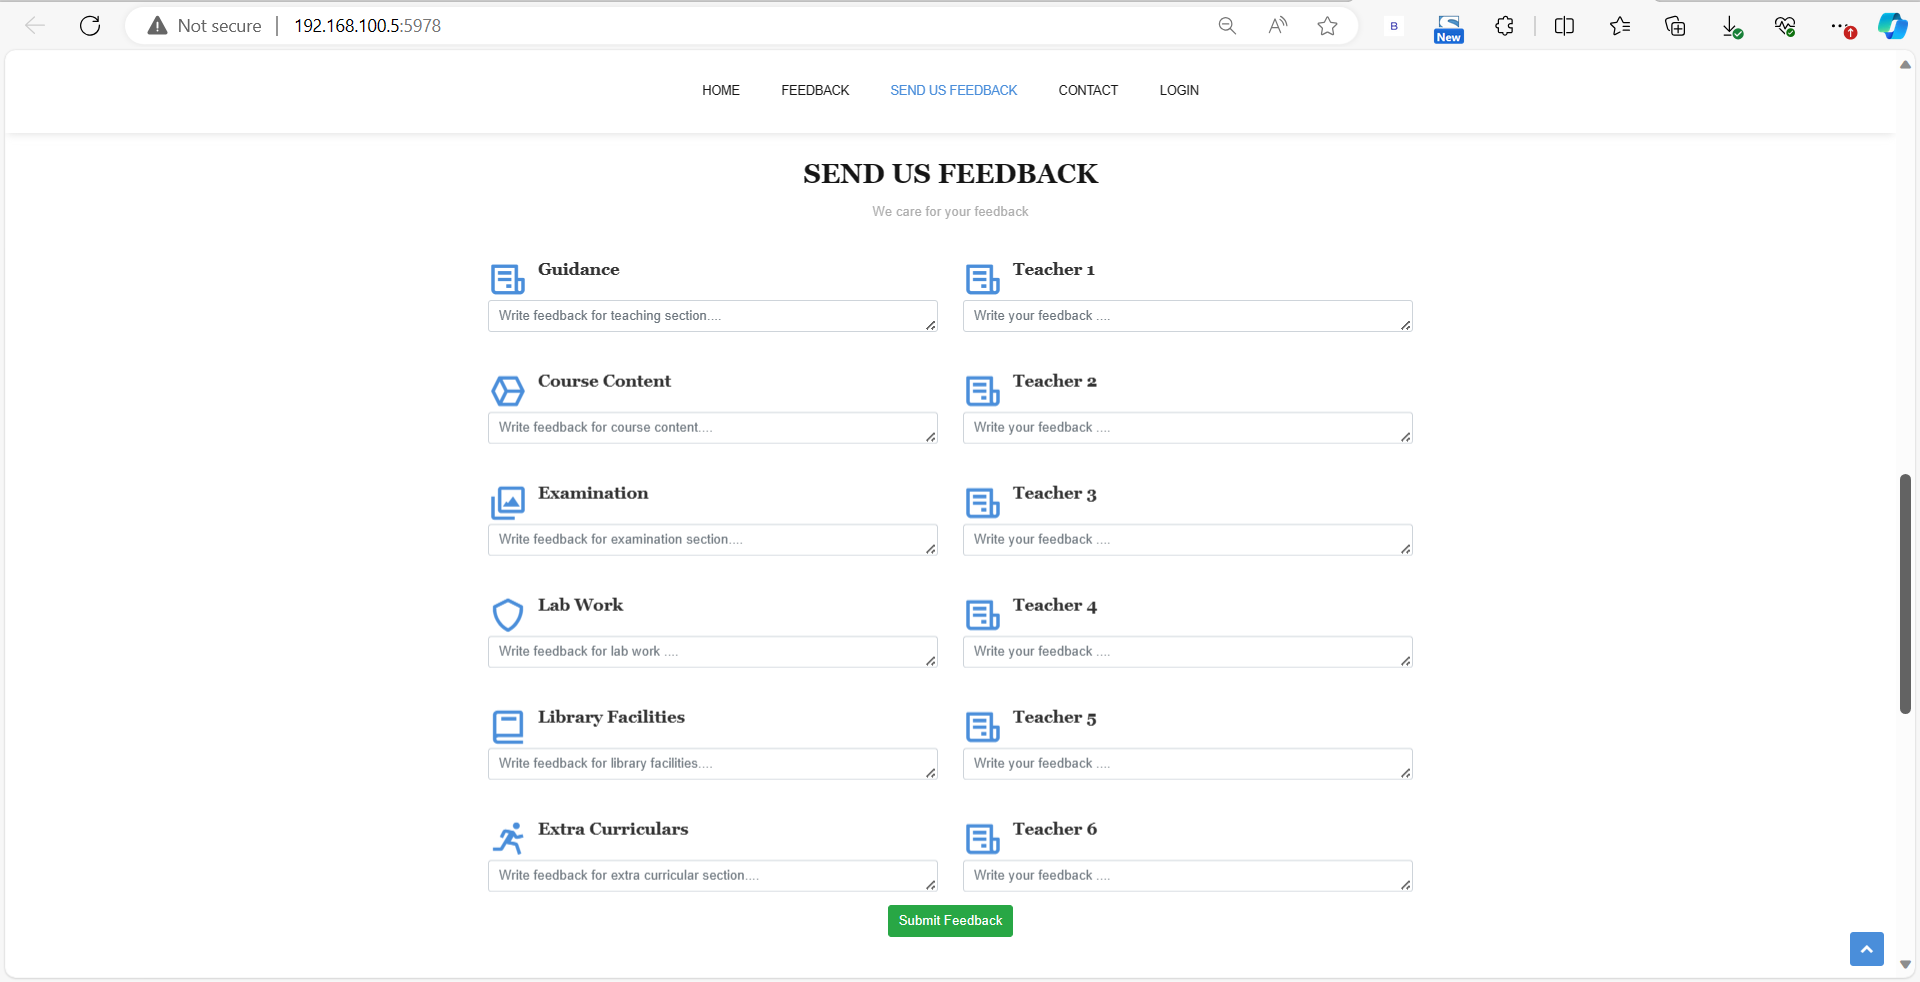 Not secure 192.168.100.5:5978
B
New
HOME FEEDBACK SEND US FEEDBACK CONTACT LOGIN
SEND US FEEDBACK
We care for your feedback
Guidance
Write feedback for teaching section....
Teacher 1
Write your feedback ....
Course Content
Write feedback for course content....
Teacher 2
Write your feedback ....
Examination
Write feedback for examination section....
Teacher 3
Write your feedback ....
Lab Work
Write feedback for lab work ....
Teacher 4
Write your feedback ....
Library Facilities
Write feedback for library facilities....
Teacher 5
Write your feedback ....
Extra Curriculars
Write feedback for extra curricular section....
Teacher 6
Write your feedback ....
Submit Feedback